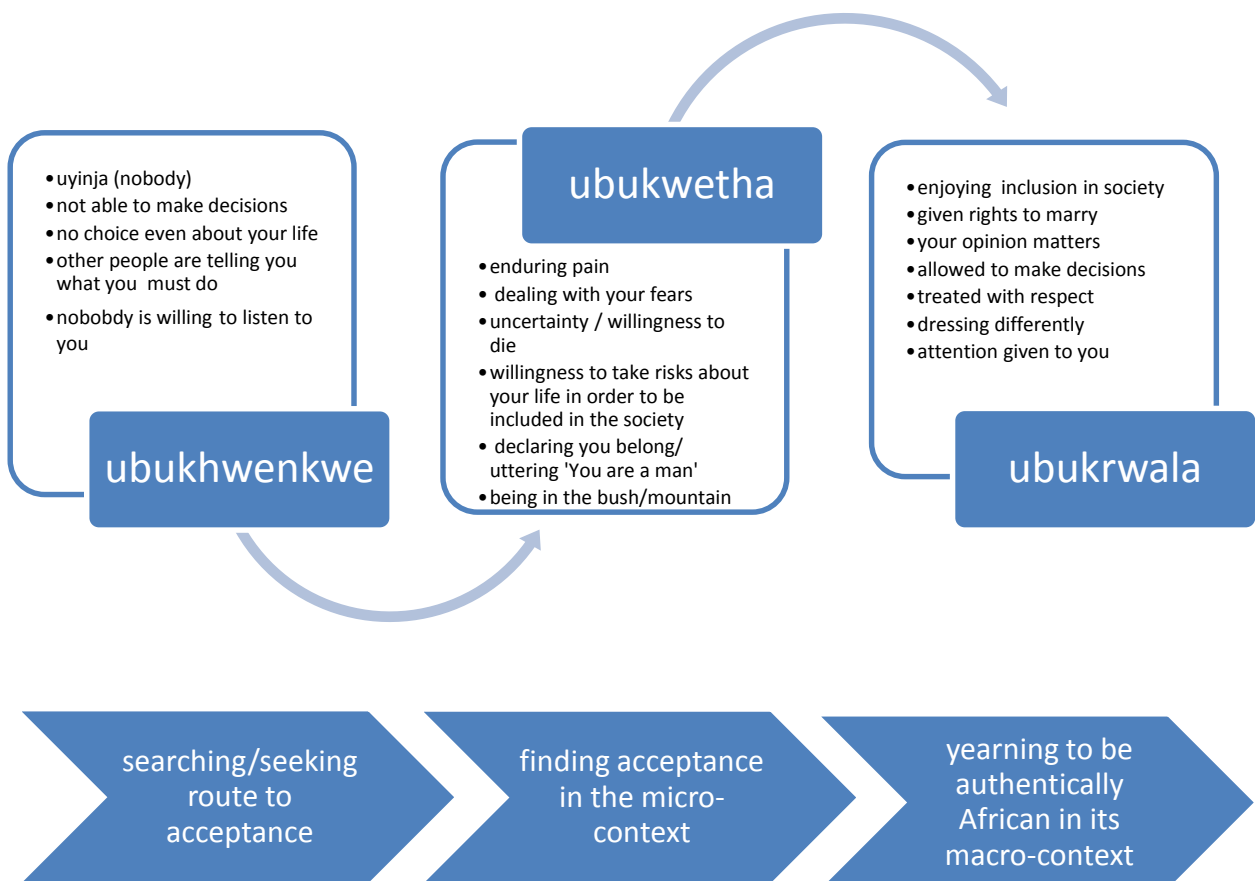 •uyinja (nobody)
•not able to make decisions
•no choice even about your life
•other people are telling you
what you must do
•nobobdy is willing to listen to
you
ubukhwenkwe
ubukwetha
•enduring pain
• dealing with your fears
•uncertainty / willingness to
die
•willingness to take risks about
your life in order to be
included in the society
• declaring you belong/
uttering 'You are a man'
•being in the bush/mountain
•enjoying inclusion in society
•given rights to marry
•your opinion matters
•allowed to make decisions
•treated with respect
•dressing differently
•attention given to you
ubukrwala
searching/seeking
route to
acceptance
finding acceptance
in the micro-
context
yearning to be
authentically
African in its
macro-context